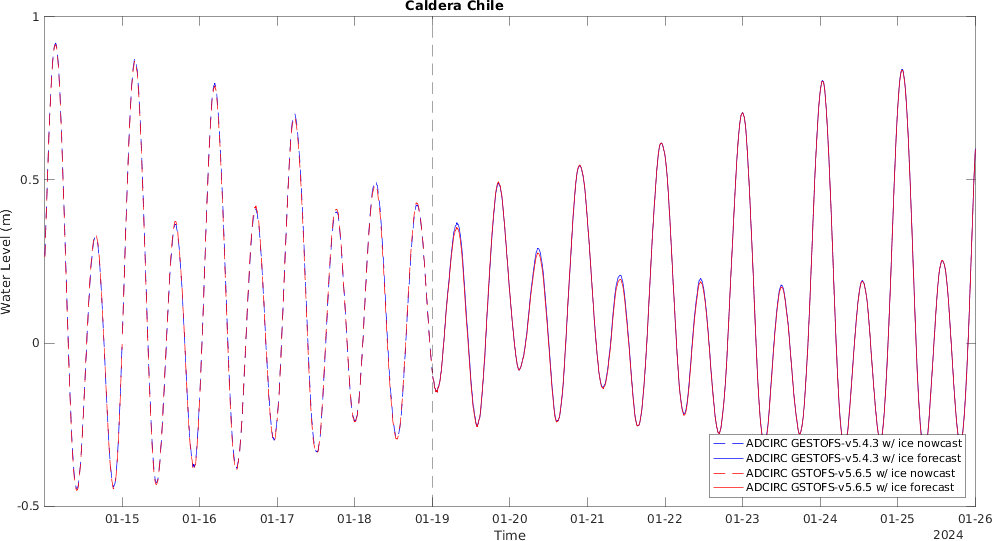 Caldera Chile
1
0.5
0
-0.5
Water Level (m)
01-15 01-16 01-17 01-18 01-19 01-20 01-21 01-22 01-23 01-24 01-25 01-26
Time
2024
ADCIRC GESTOFS-v5.4.3 w/ ice nowcast
ADCIRC GESTOFS-v5.4.3 w/ ice forecast
ADCIRC GSTOFS-v5.6.5 w/ ice nowcast
ADCIRC GSTOFS-v5.6.5 w/ ice forecast